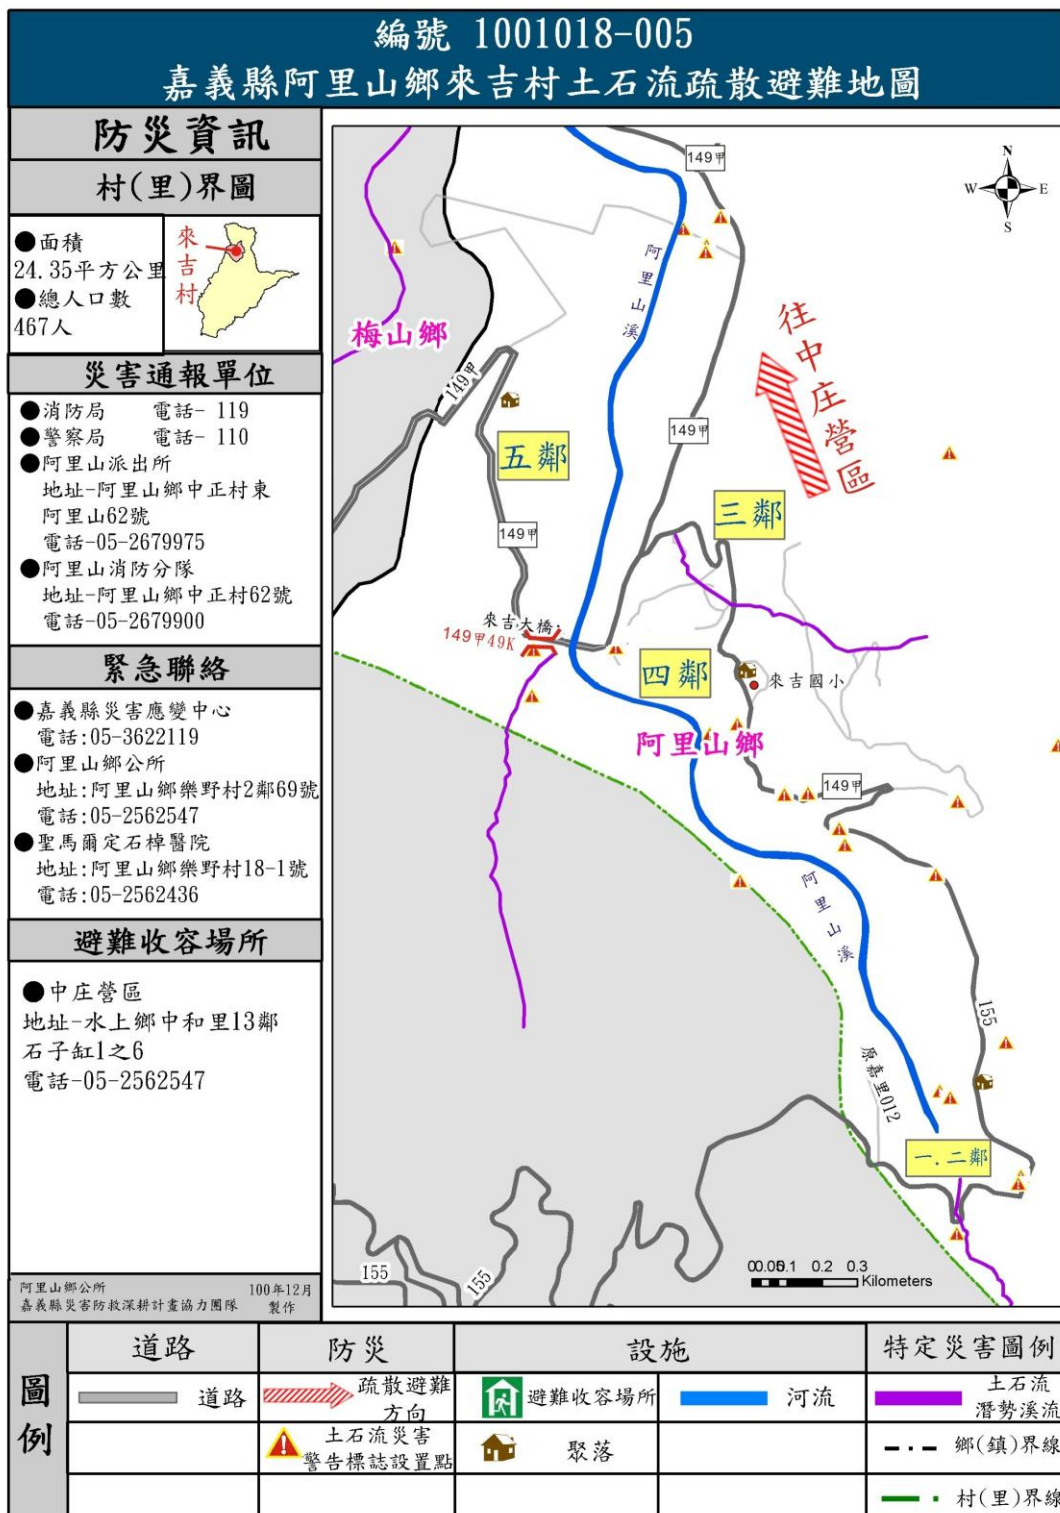 編號 1001018-005
嘉義縣阿里山鄉來吉村土石流疏散避難地圖
防災資訊
村(里)界圖
●面積
24.35平方公里
●總人口數
467人
來吉村
災害通報單位
●消防局 電話- 119
●警察局 電話- 110
●阿里山派出所
地址-阿里山鄉中正村東
阿里山62號
電話-05-2679975
●阿里山消防分隊
地址-阿里山鄉中正村62號
電話-05-2679900
緊急聯絡
●嘉義縣災害應變中心
電話:05-3622119
●阿里山鄉公所
地址:阿里山鄉樂野村2鄰69號
電話:05-2562547
●聖馬爾定石棹醫院
地址:阿里山鄉樂野村18-1號
電話:05-2562436
避難收容場所
●中庄營區
地址-水上鄉中和里13鄰
石子缸1之6
電話-05-2562547
阿里山鄉公所
嘉義縣災害防救深耕計畫協力團隊
100年12月
製作
149甲
N
W
E
S
阿里山溪
梅山鄉
往中庄營區
149甲
149甲
五鄰
三鄰
149甲
來吉大橋
149甲49K
四鄰
來吉國小
阿里山鄉
149甲
阿里山溪
155
原嘉里012
一.二鄰
155
155
0 0.05 0.1 0.2 0.3
Kilometers
圖例
道路
防災
設施
特定災害圖例
道路
疏散避難
方向
避難收容場所
河流
土石流
潛勢溪流
土石流災害
警告標誌設置點
聚落
鄉(鎮)界線
村(里)界線